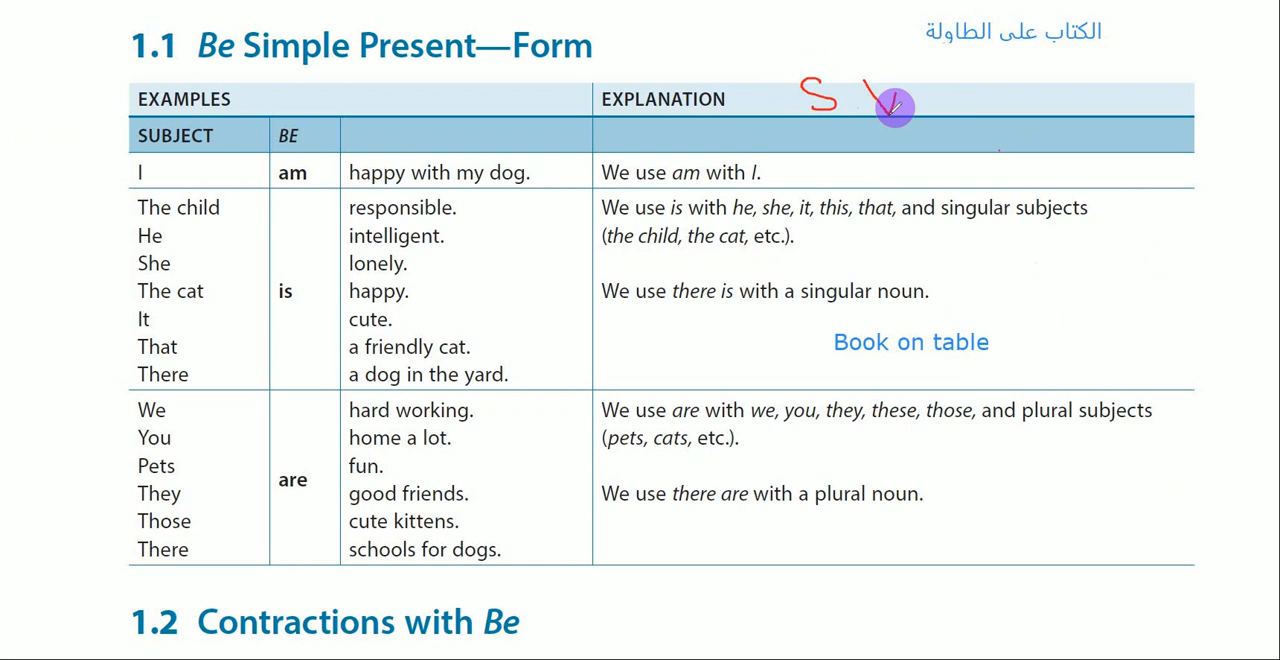 1.1 Be Simple Present—Form
الكتاب على الطاولة
EXAMPLES EXPLANATION S V
SUBJECT BE
I am happy with my dog. We use am with I.
The child responsible. We use is with he, she, it, this, that, and singular subjects
He intelligent. (the child, the cat, etc.).
She lonely.
The cat is happy. We use there is with a singular noun.
It cute.
That a friendly cat. Book on table
There a dog in the yard.
We hard working. We use are with we, you, they, these, those, and plural subjects
You home a lot. (pets, cats, etc.).
Pets fun.
are
They good friends. We use there are with a plural noun.
Those cute kittens.
There schools for dogs.
1.2 Contractions with Be